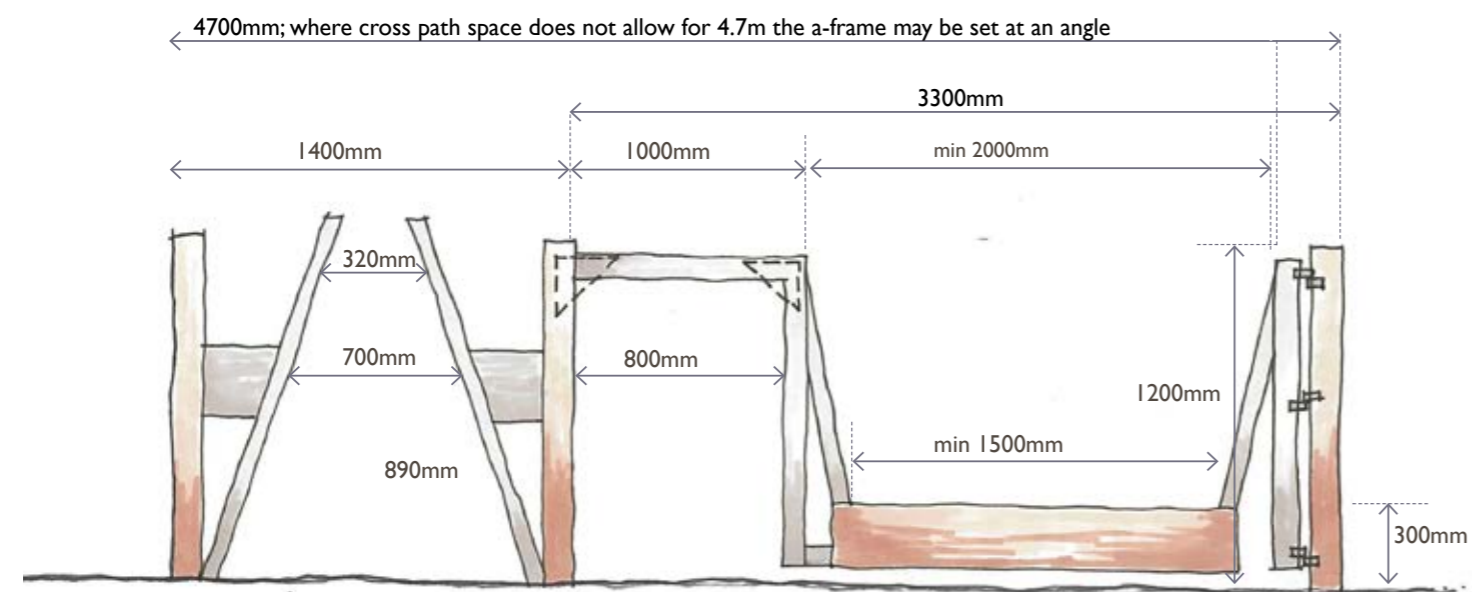 4700mm; where cross path space does not allow for 4.7m the a-frame may be set at an angle
3300mm
1400mm
1000mm
min 2000mm
320mm
700mm
800mm
1200mm
min 1500mm
890mm
300mm